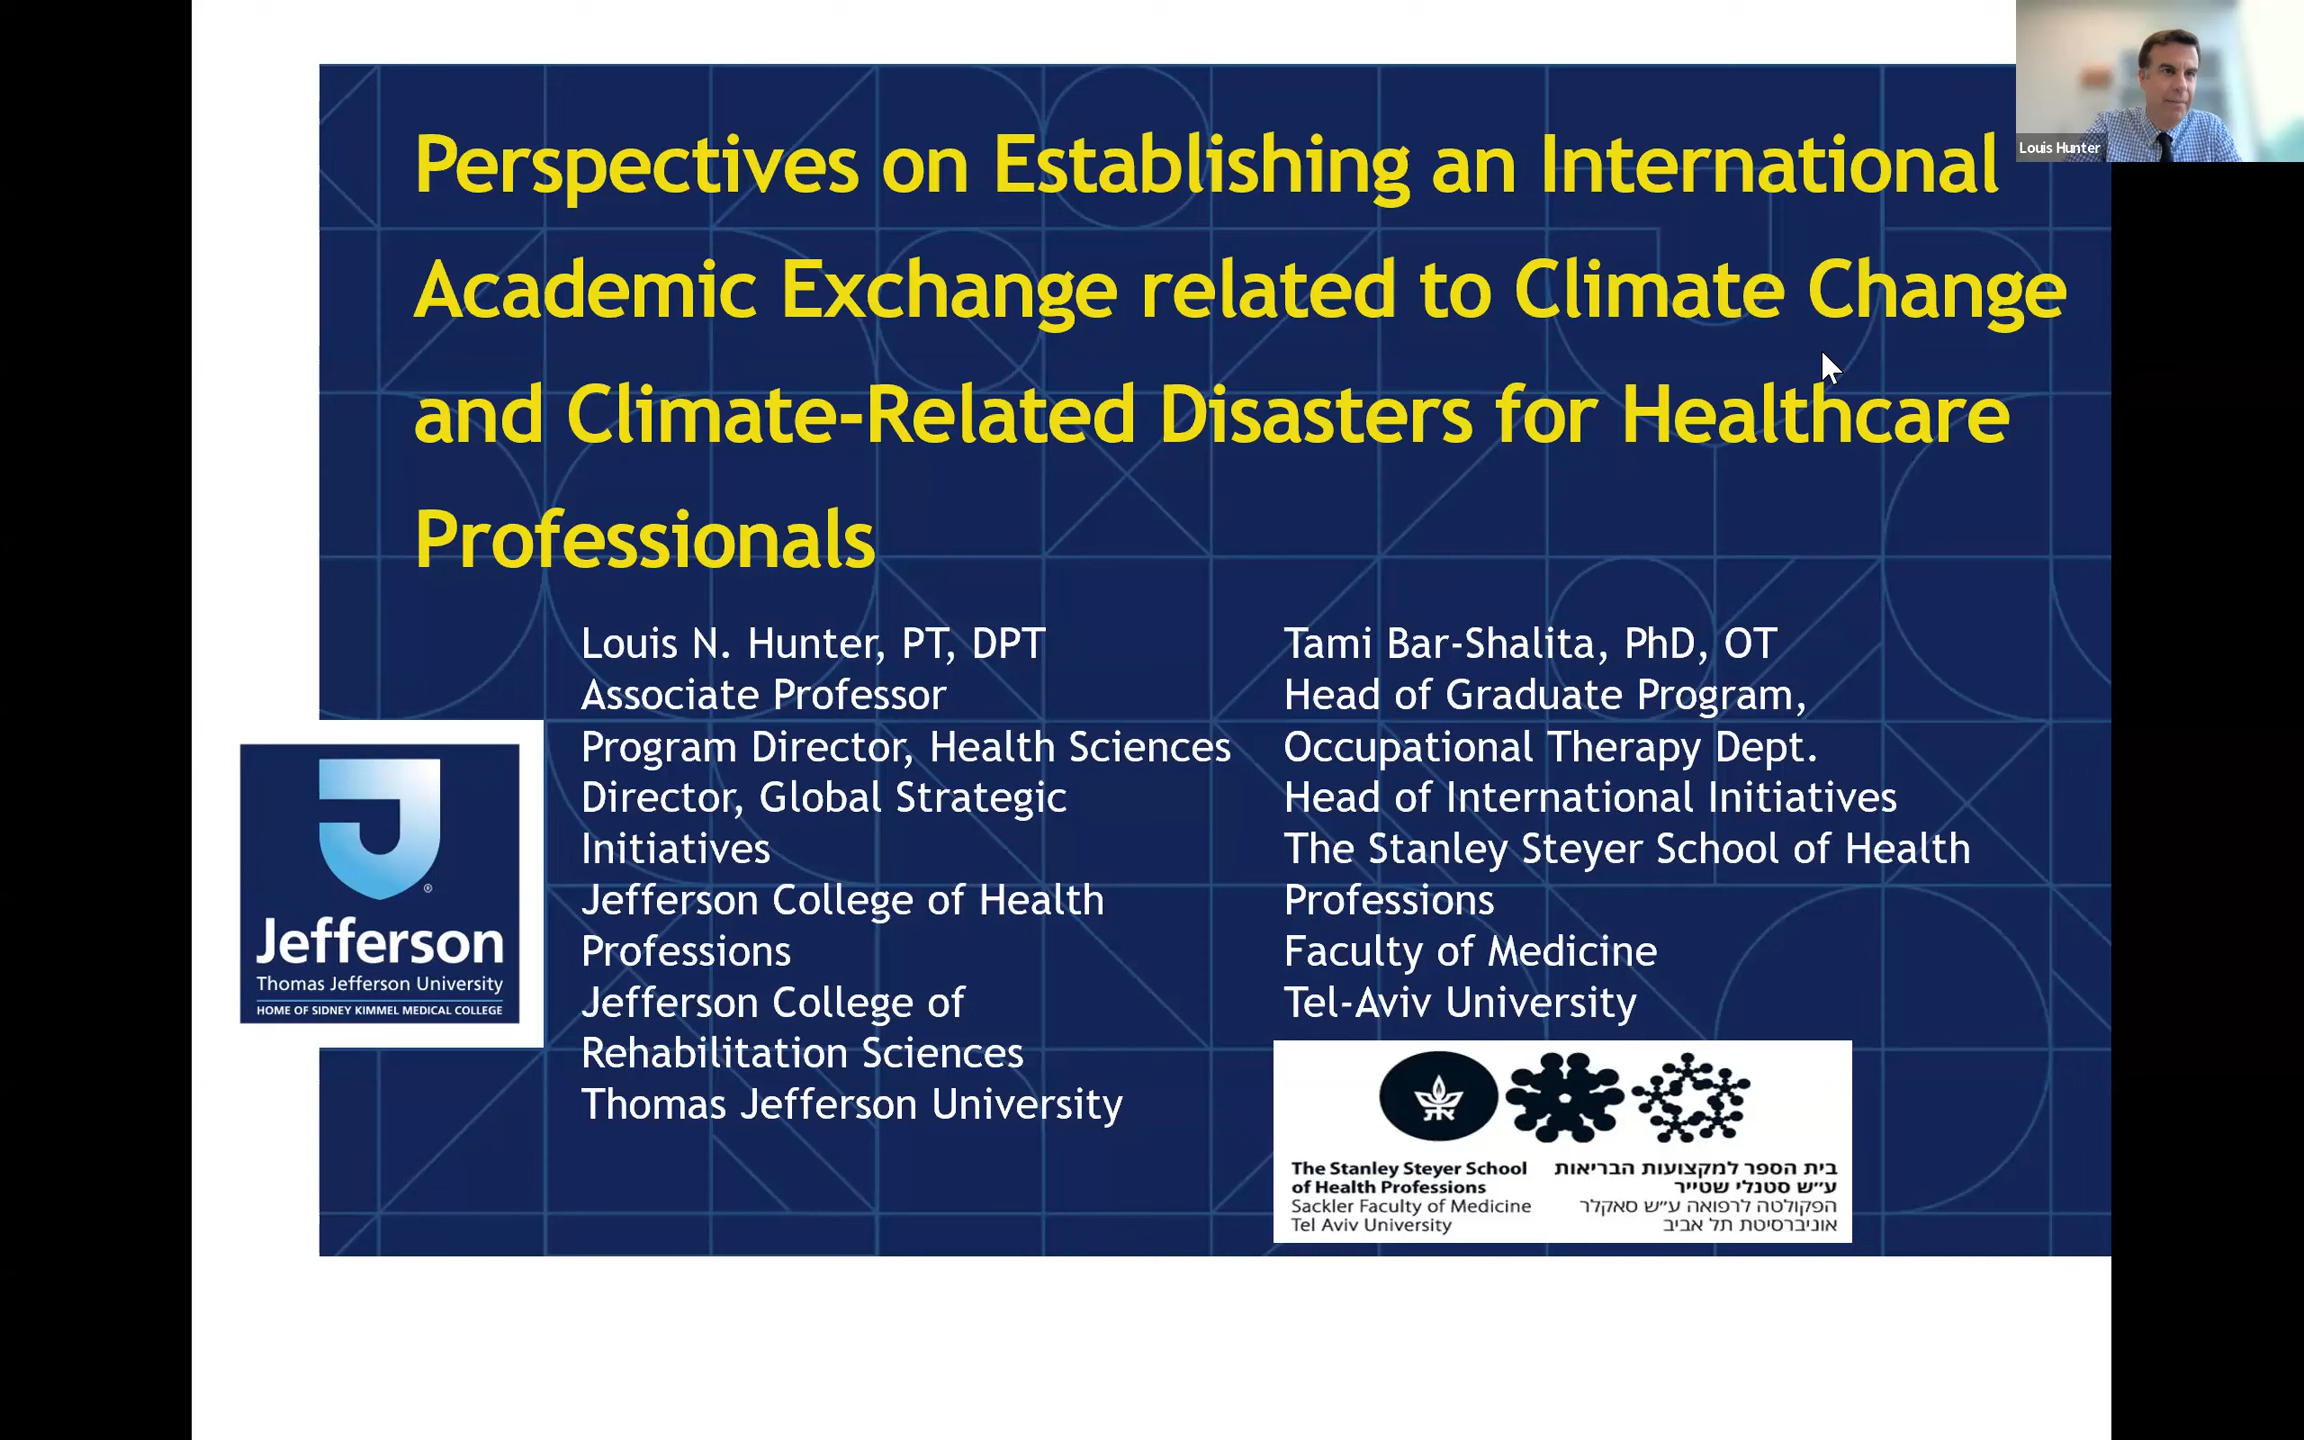 Louis Hunter
Perspectives on Establishing an International
Academic Exchange related to Climate Change
and Climate-Related Disasters for Healthcare
Professionals
Louis N. Hunter, PT, DPT
Associate Professor
Program Director, Health Sciences
Director, Global Strategic
Initiatives
Jefferson College of Health
Professions
Jefferson College of
Rehabilitation Sciences
Thomas Jefferson University
Tami Bar-Shalita, PhD, OT
Head of Graduate Program,
Occupational Therapy Dept.
Head of International Initiatives
The Stanley Steyer School of Health
Professions
Faculty of Medicine
Tel-Aviv University
Jefferson
Thomas Jefferson University
HOME OF SIDNEY KIMMEL MEDICAL COLLEGE
The Stanley Steyer School
of Health Professions
Sackler Faculty of Medicine
Tel Aviv University
בית הספר למקצועות הבריאות
ע״ש סטנלי שטייר
הפקולטה לרפואה ע״ש סאקלר
אוניברסיטת תל אביב